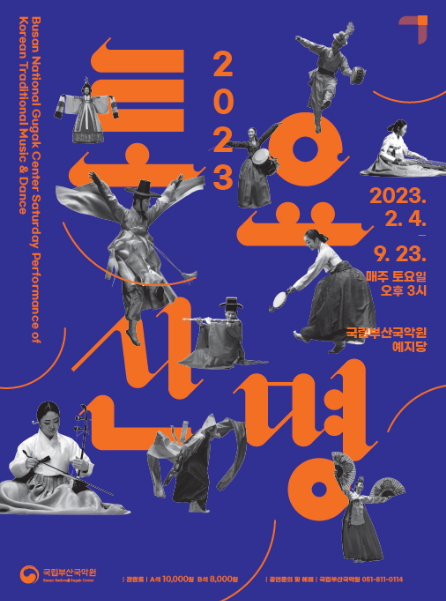 Busan National Gugak Center Saturday Performance of
Korean Traditional Music & Dance
2023
토요
신명
2023.
2. 4.
–
9. 23.
매주 토요일
오후 3시
국립부산국악원
예지당
국립부산국악원
Busan National Gugak Center
| 관람료 | A석 10,000원 B석 8,000원 | 공연문의 및 예매 | 국립부산국악원 051-811-0114